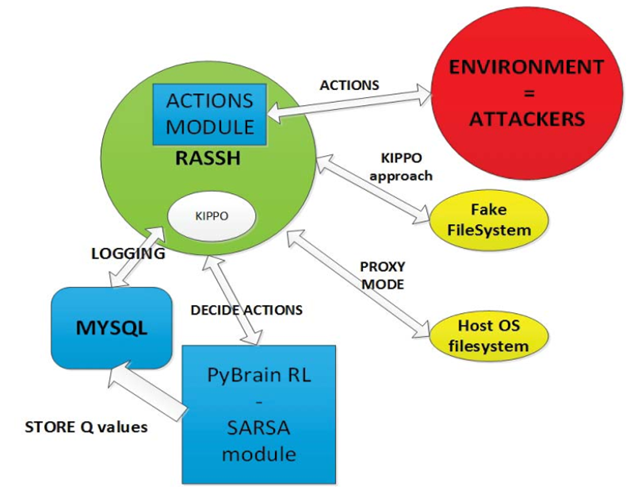 ENVIRONMENT
=
ATTACKERS
ACTIONS
ACTIONS
MODULE
RASSH
KIPPO
approach
KIPPO
Fake
FileSystem
LOGGING
PROXY
MODE
DECIDE ACTIONS
MYSQL
Host OS
filesystem
PyBrain RL
-
SARSA
module
STORE Q values